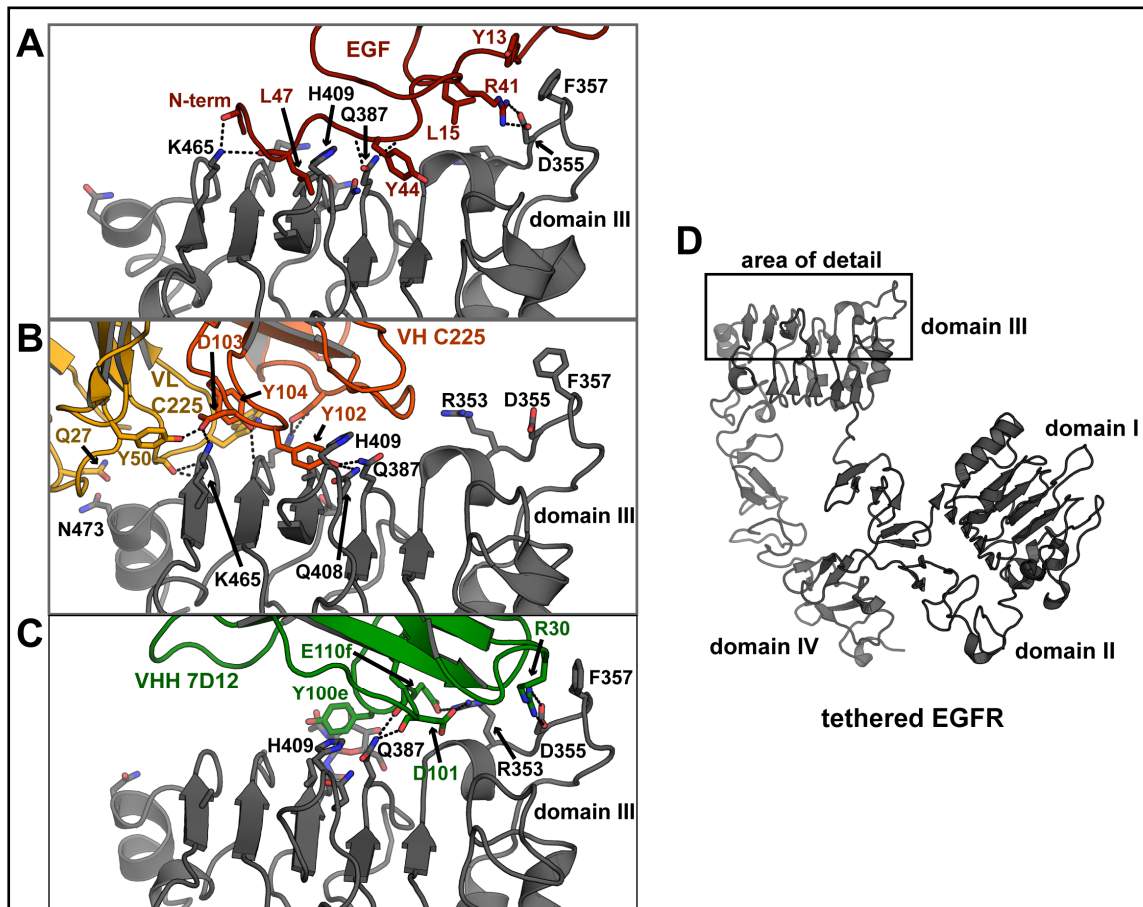 A
EGF
Y13
F357
R41
H409
L47
Q387
N-term
L15
K465
D355
Y44
domain III
B
D103
VH C225
VL
C225
Y104
Y102
F357
R353
D355
Q27
Y50
H409
Q387
N473
domain III
K465
Q408
C
R30
E110f
F357
VHH 7D12
Y100e
H409
Q387
D355
D101
R353
domain III
D
area of detail
domain III
domain I
domain IV
domain II
tethered EGFR